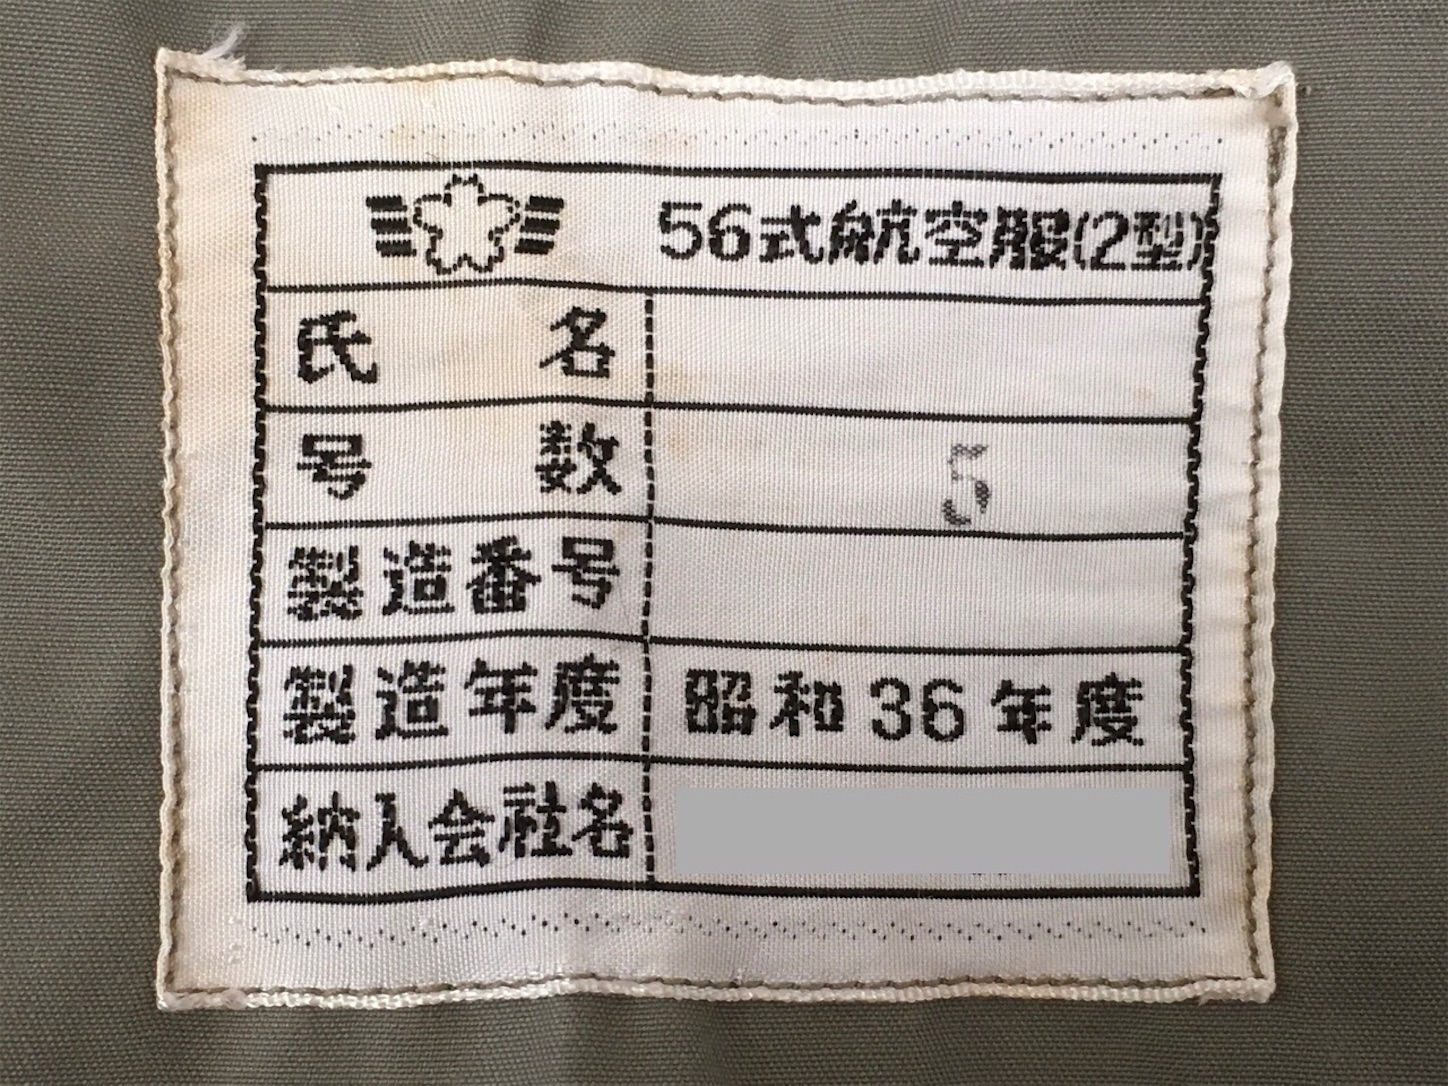 56式航空服(2型)
氏名
号数 5
製造番号
製造年度 昭和36年度
納入会社名